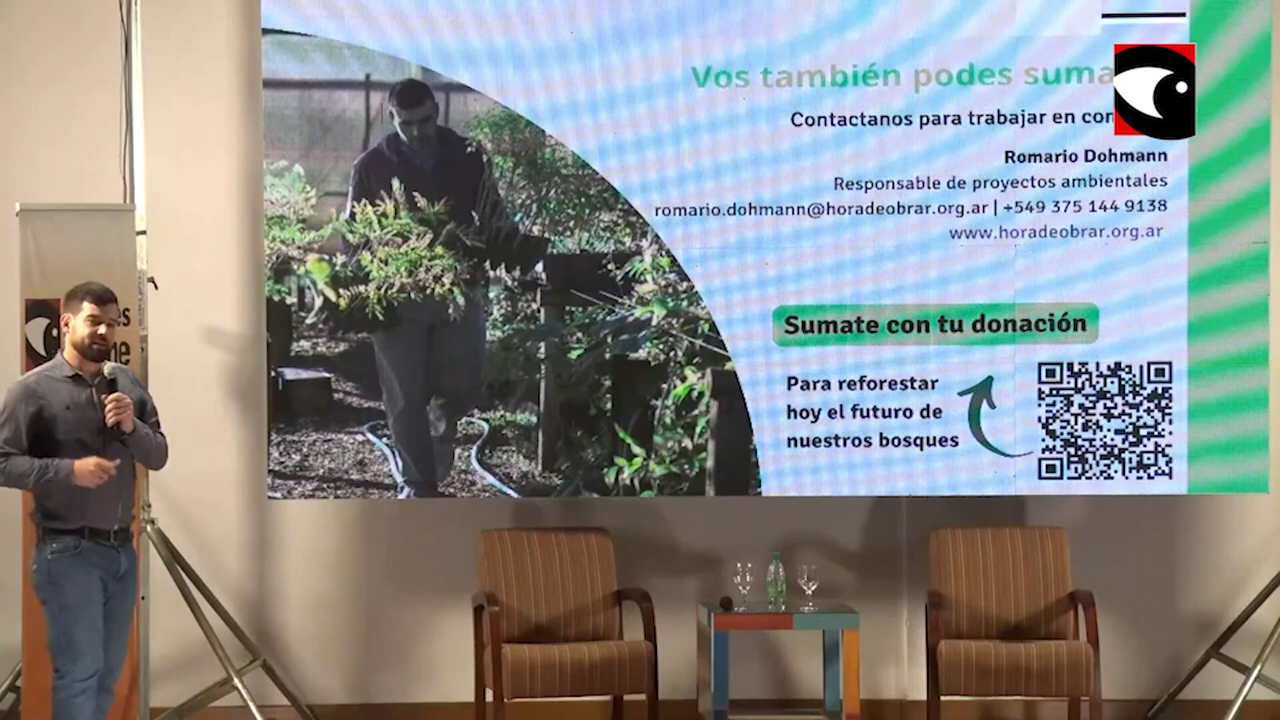 Vos también podes suma
Contactanos para trabajar en con
Romario Dohmann
Responsable de proyectos ambientales
romario.dohmann@horadeobrar.org.ar | +549 375 144 9138
www.horadeobrar.org.ar
Sumate con tu donación
Para reforestar
hoy el futuro de
nuestros bosques